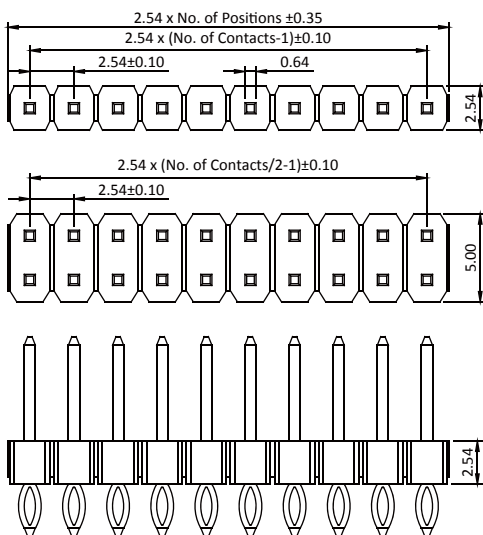 2.54 x No. of Positions ±0.35
2.54 x (No. of Contacts-1)±0.10
2.54±0.10
0.64
2.54
2.54 x (No. of Contacts/2-1)±0.10
2.54±0.10
5.00
2.54